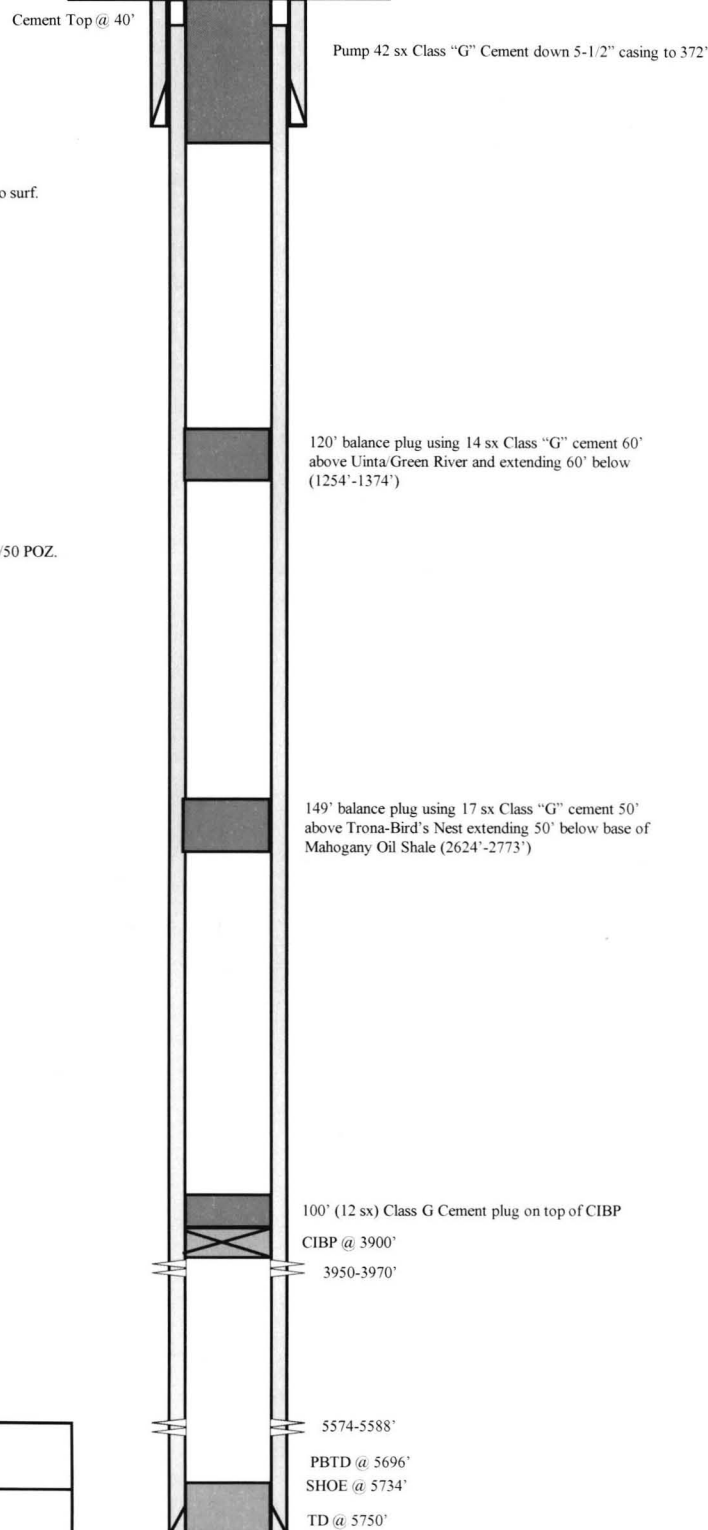 Cement Top @ 40’
Pump 42 sx Class “G” Cement down 5-1/2” casing to 372’
o surf.
120’ balance plug using 14 sx Class “G” cement 60’
above Uinta/Green River and extending 60’ below
(1254’-1374’)
/50 POZ.
149’ balance plug using 17 sx Class “G” cement 50’
above Trona-Bird’s Nest extending 50’ below base of
Mahogany Oil Shale (2624’-2773’)
100’ (12 sx) Class G Cement plug on top of CIBP
CIBP @ 3900’
3950-3970’
5574-5588’
PBTD @ 5696’
SHOE @ 5734’
TD @ 5750’